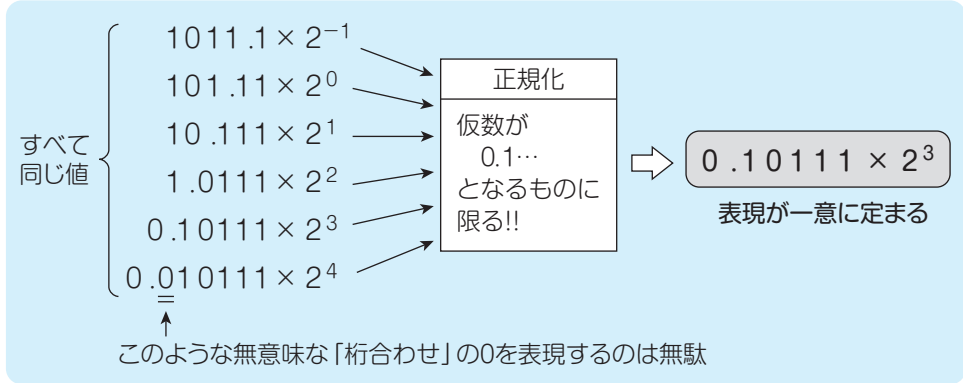 1011.1 × 2⁻¹
101.11 × 2⁰
10.111 × 2¹
1.0111 × 2²
0.10111 × 2³
0.010111 × 2⁴
すべて
同じ値
正規化
仮数が
0.1…
となるものに
限る!!
0.10111 × 2³
表現が一意に定まる
このような無意味な「桁合わせ」の0を表現するのは無駄